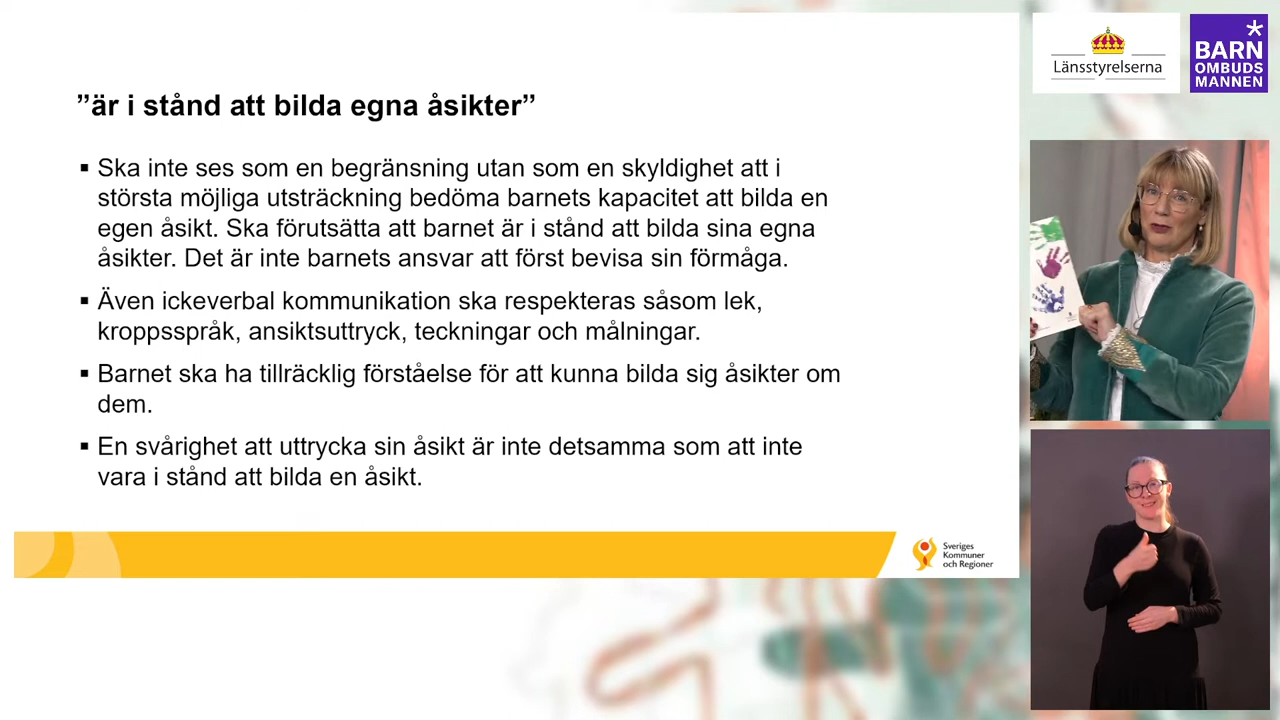 ”är i stånd att bilda egna åsikter”
▪ Ska inte ses som en begränsning utan som en skyldighet att i
största möjliga utsträckning bedöma barnets kapacitet att bilda en
egen åsikt. Ska förutsätta att barnet är i stånd att bilda sina egna
åsikter. Det är inte barnets ansvar att först bevisa sin förmåga.
▪ Även ickeverbal kommunikation ska respekteras såsom lek,
kroppsspråk, ansiktsuttryck, teckningar och målningar.
▪ Barnet ska ha tillräcklig förståelse för att kunna bilda sig åsikter om
dem.
▪ En svårighet att uttrycka sin åsikt är inte detsamma som att inte
vara i stånd att bilda en åsikt.
Sveriges
Kommuner
och Regioner
Länsstyrelserna
BARN
OMBUDS
MANNEN